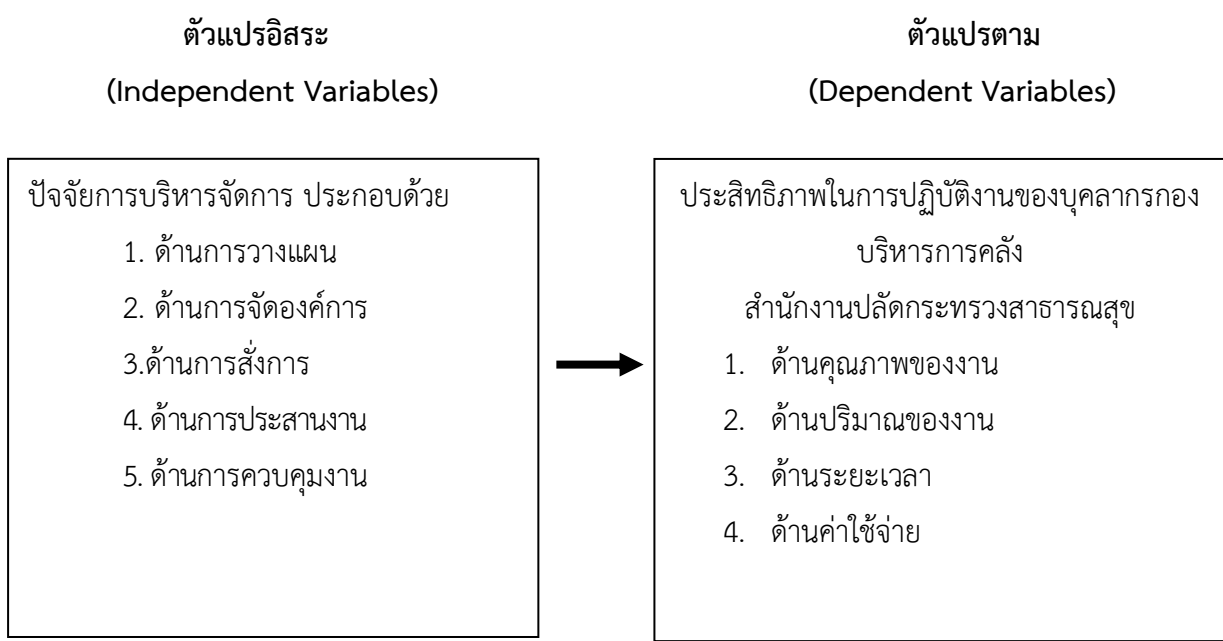 ตัวแปรอิสระ
(Independent Variables)
ปัจจัยการบริหารจัดการ ประกอบด้วย
1. ด้านการวางแผน
2. ด้านการจัดองค์การ
3.ด้านการสั่งการ
4. ด้านการประสานงาน
5. ด้านการควบคุมงาน
ตัวแปรตาม
(Dependent Variables)
ประสิทธิภาพในการปฏิบัติงานของบุคลากรกอง
บริหารการคลัง
สำนักงานปลัดกระทรวงสาธารณสุข
1. ด้านคุณภาพของงาน
2. ด้านปริมาณของงาน
3. ด้านระยะเวลา
4. ด้านค่าใช้จ่าย